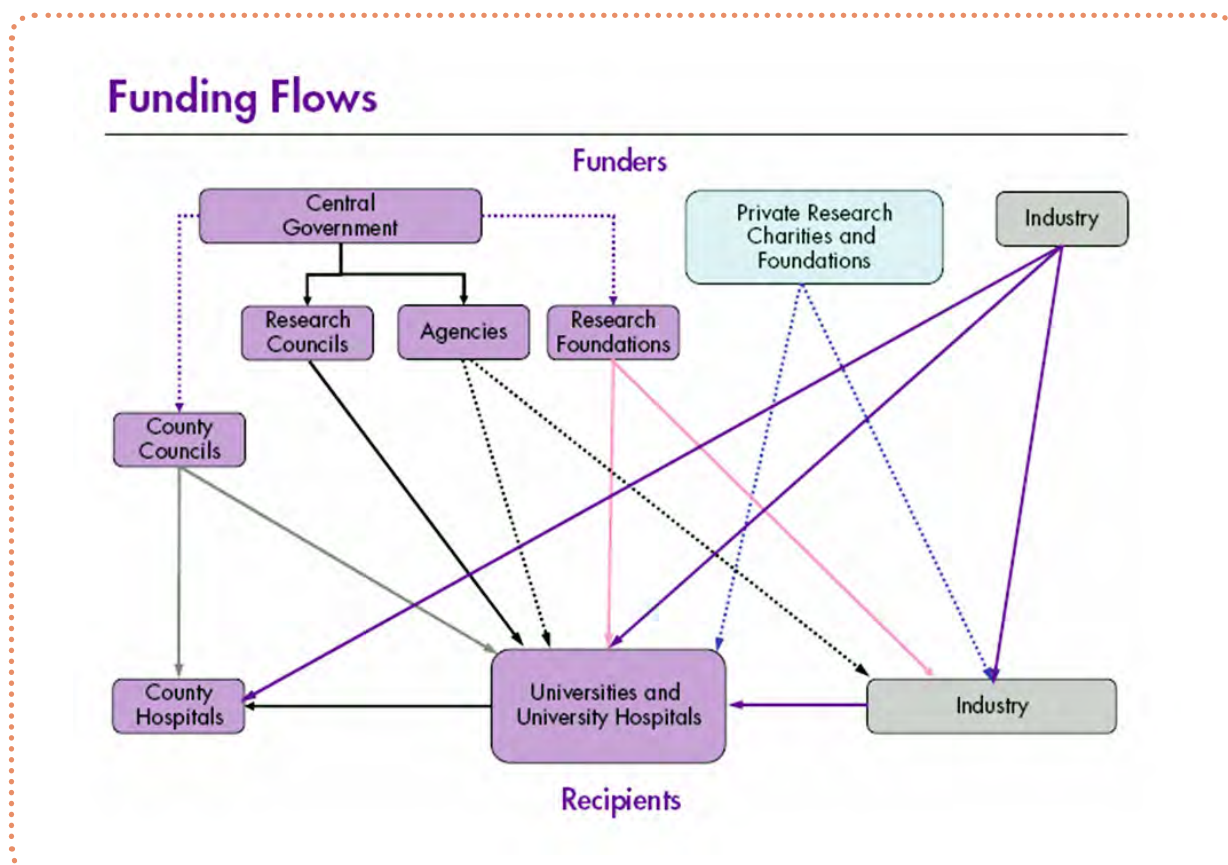 Funding Flows
Funders
Central
Government
Private Research
Charities and
Foundations
Industry
Research
Councils
Agencies
Research
Foundations
County
Councils
County
Hospitals
Universities and
University Hospitals
Industry
Recipients